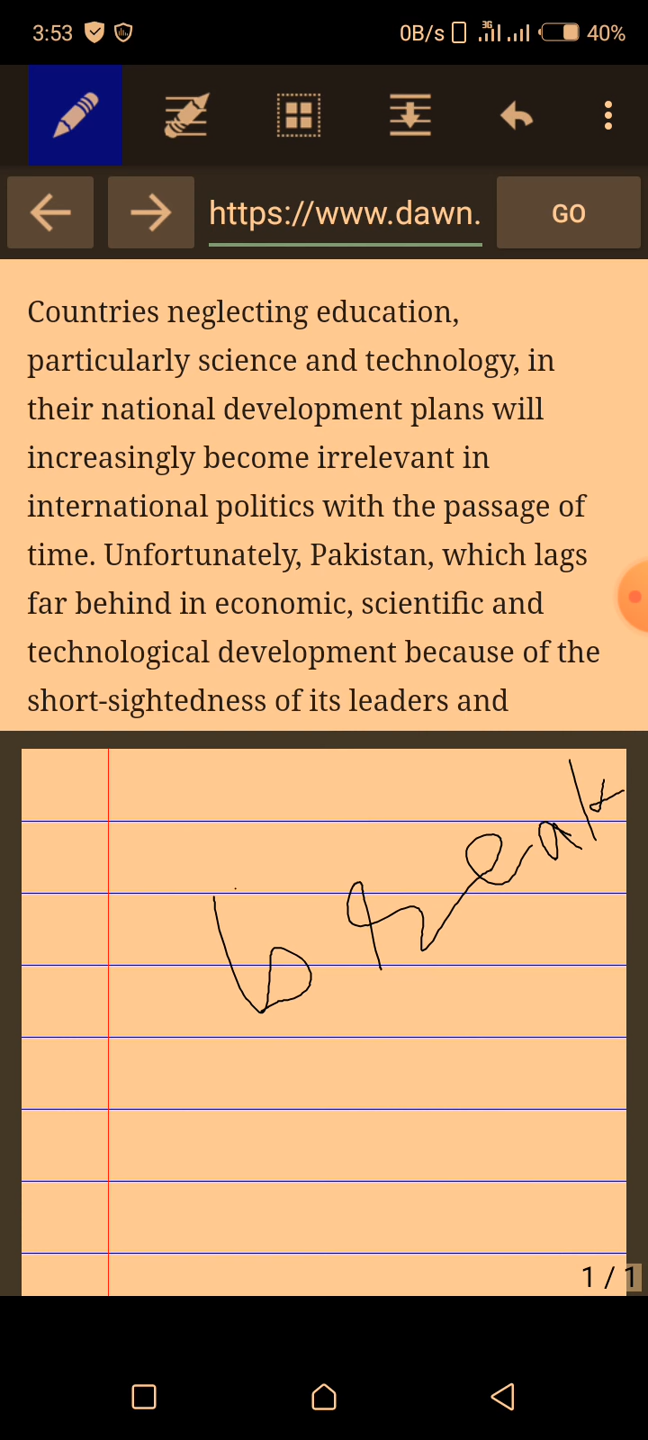 3:53
0B/s 3G 40%
https://www.dawn.
GO
Countries neglecting education,
particularly science and technology, in
their national development plans will
increasingly become irrelevant in
international politics with the passage of
time. Unfortunately, Pakistan, which lags
far behind in economic, scientific and
technological development because of the
short-sightedness of its leaders and
break
1 / 1